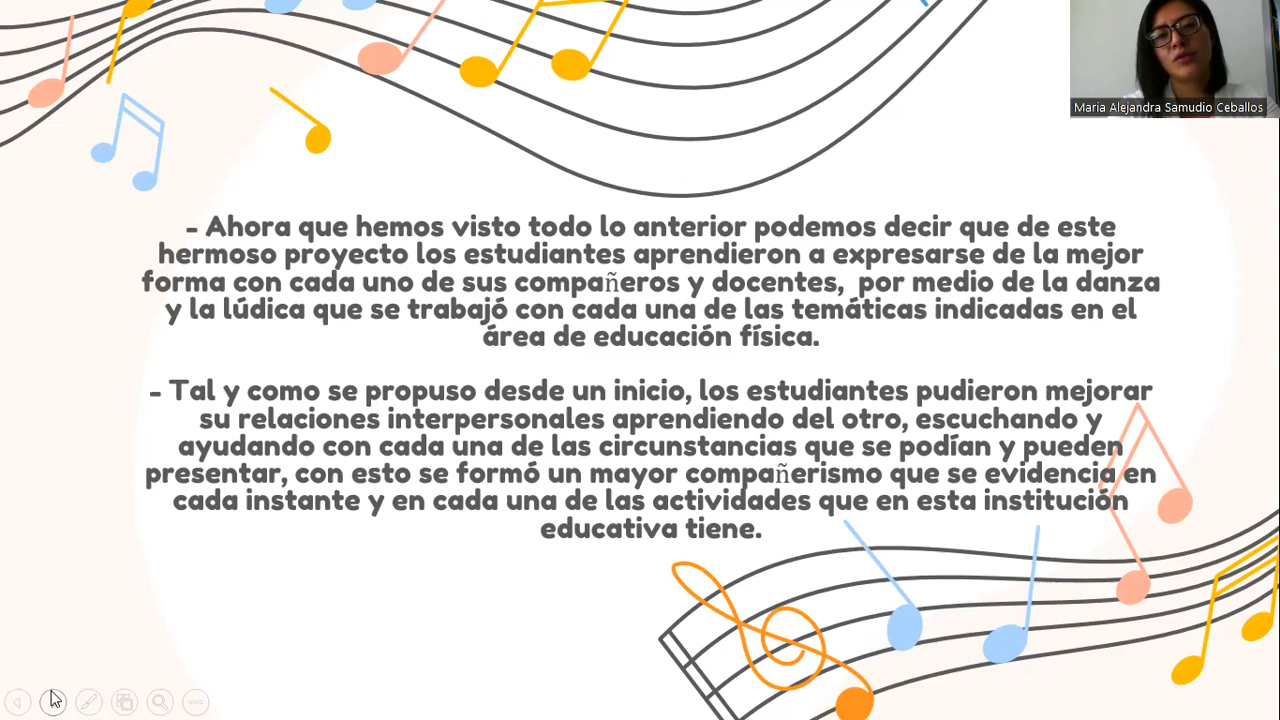 Maria Alejandra Samudio Ceballos
- Ahora que hemos visto todo lo anterior podemos decir que de este
hermoso proyecto los estudiantes aprendieron a expresarse de la mejor
forma con cada uno de sus compañeros y docentes,  por medio de la danza
y la lúdica que se trabajó con cada una de las temáticas indicadas en el
área de educación física.
- Tal y como se propuso desde un inicio, los estudiantes pudieron mejorar
su relaciones interpersonales aprendiendo del otro, escuchando y
ayudando con cada una de las circunstancias que se podían y pueden
presentar, con esto se formó un mayor compañerismo que se evidencia en
cada instante y en cada una de las actividades que en esta institución
educativa tiene.